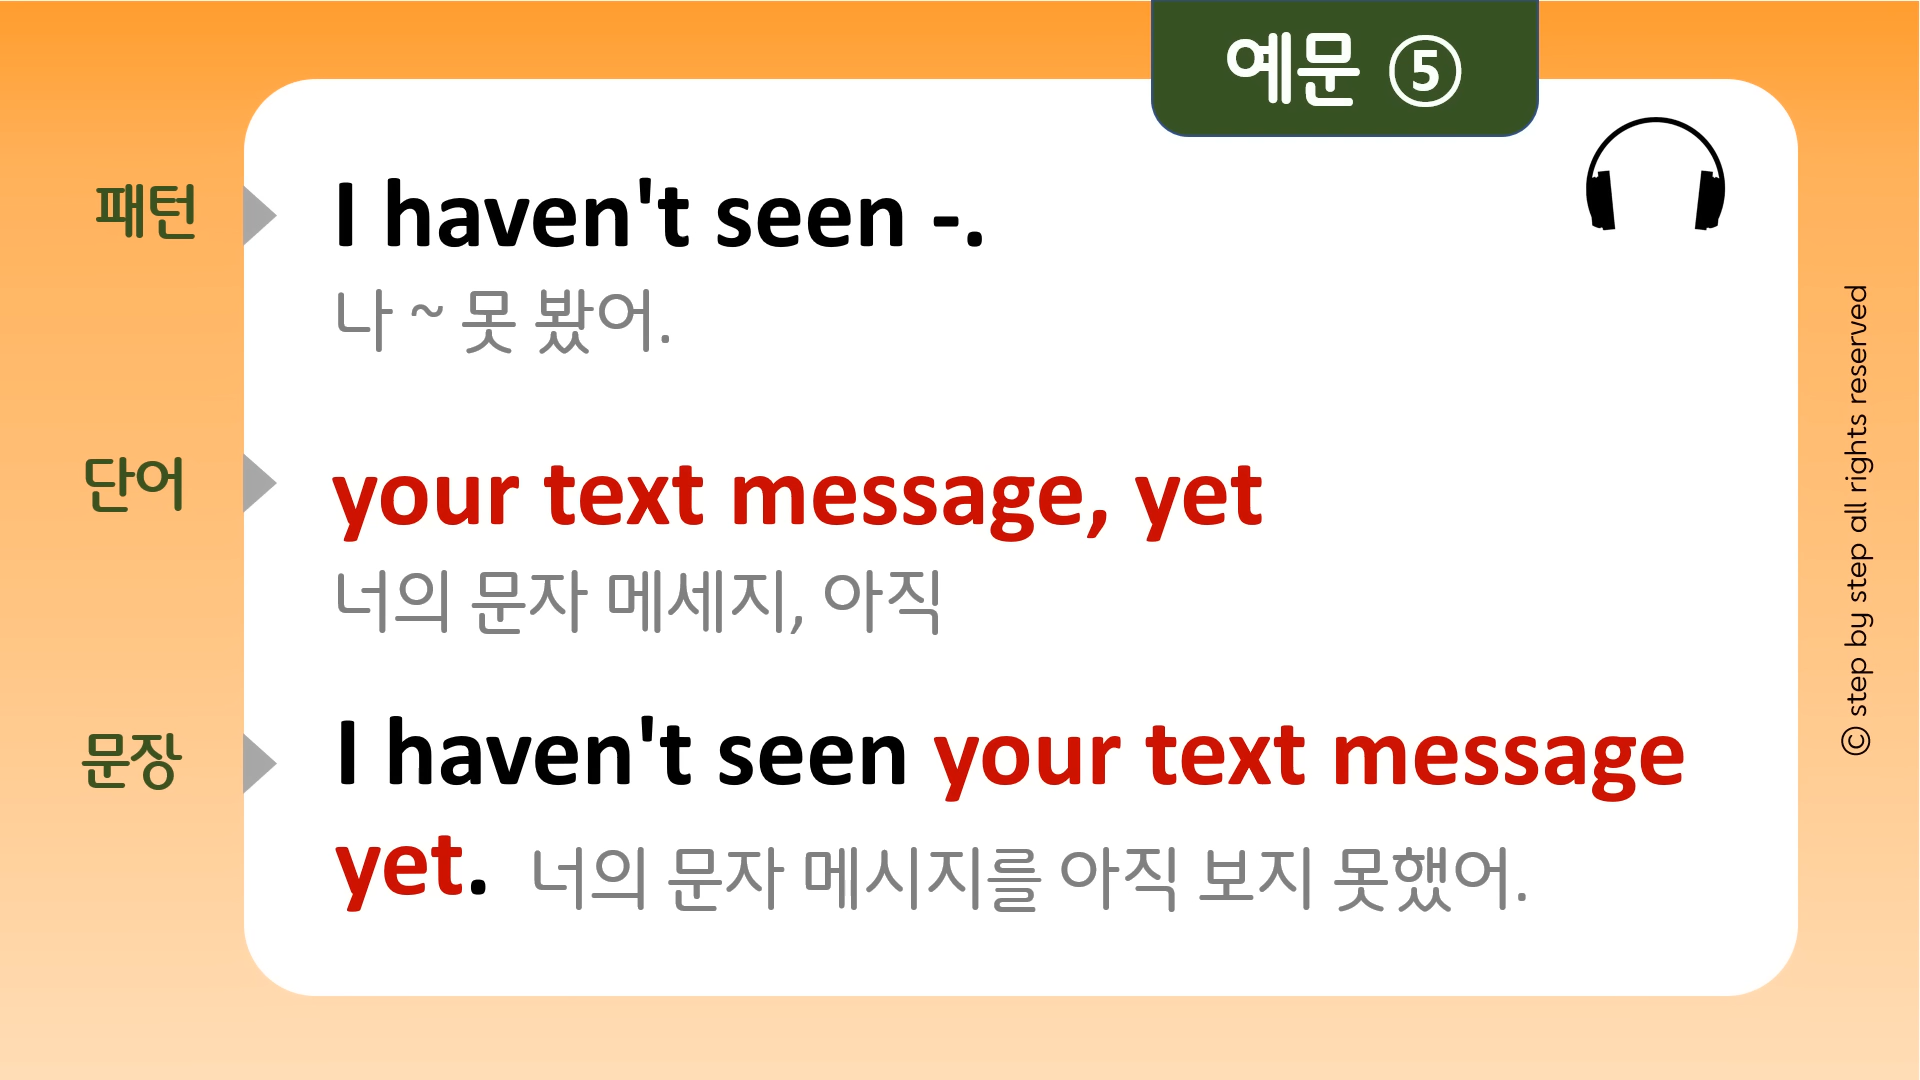 예문 ⑤
패턴
I haven't seen -.
나 ~ 못 봤어.
단어
your text message, yet
너의 문자 메세지, 아직
문장
I haven't seen your text message
yet. 너의 문자 메시지를 아직 보지 못했어.
© step by step all rights reserved